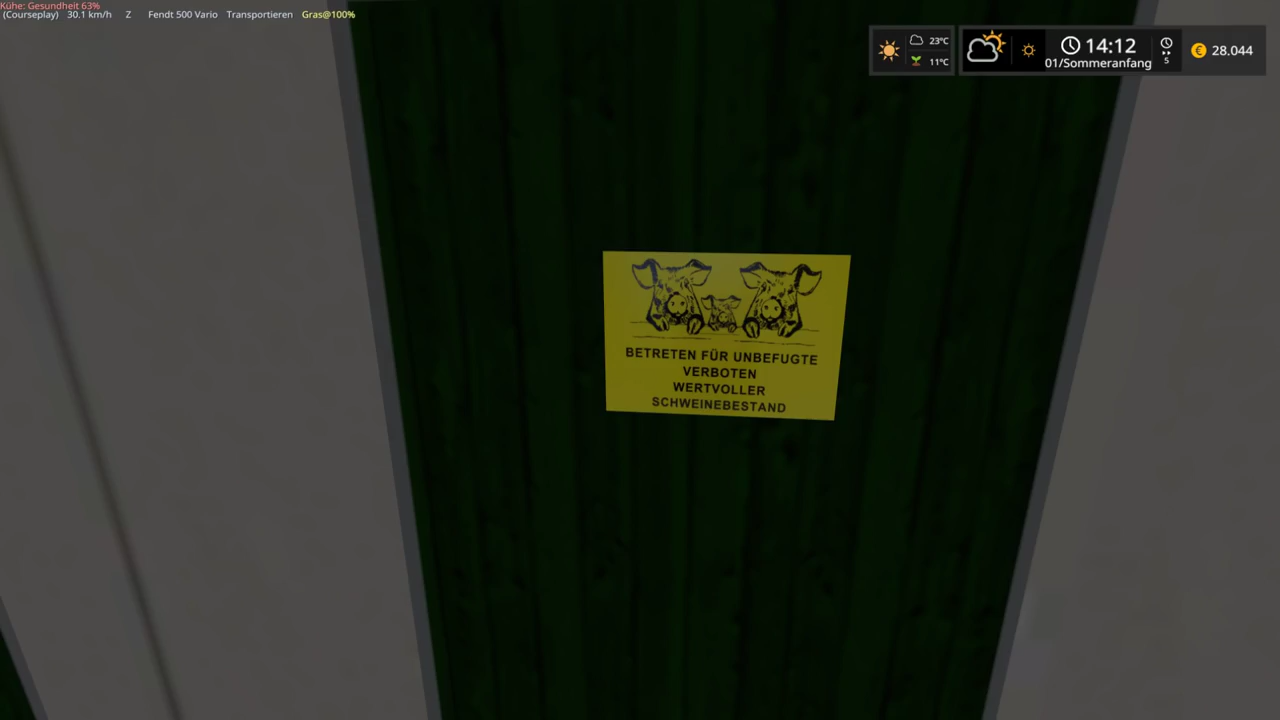 Kühe: Gesundheit 63%
(Courseplay) 30.1 km/h Z Fendt 500 Vario Transportieren Gras@100%
23°C
11°C
14:12
01/Sommeranfang
5
28.044
BETRETEN FÜR UNBEFUGTE
VERBOTEN
WERTVOLLER
SCHWEINEBESTAND